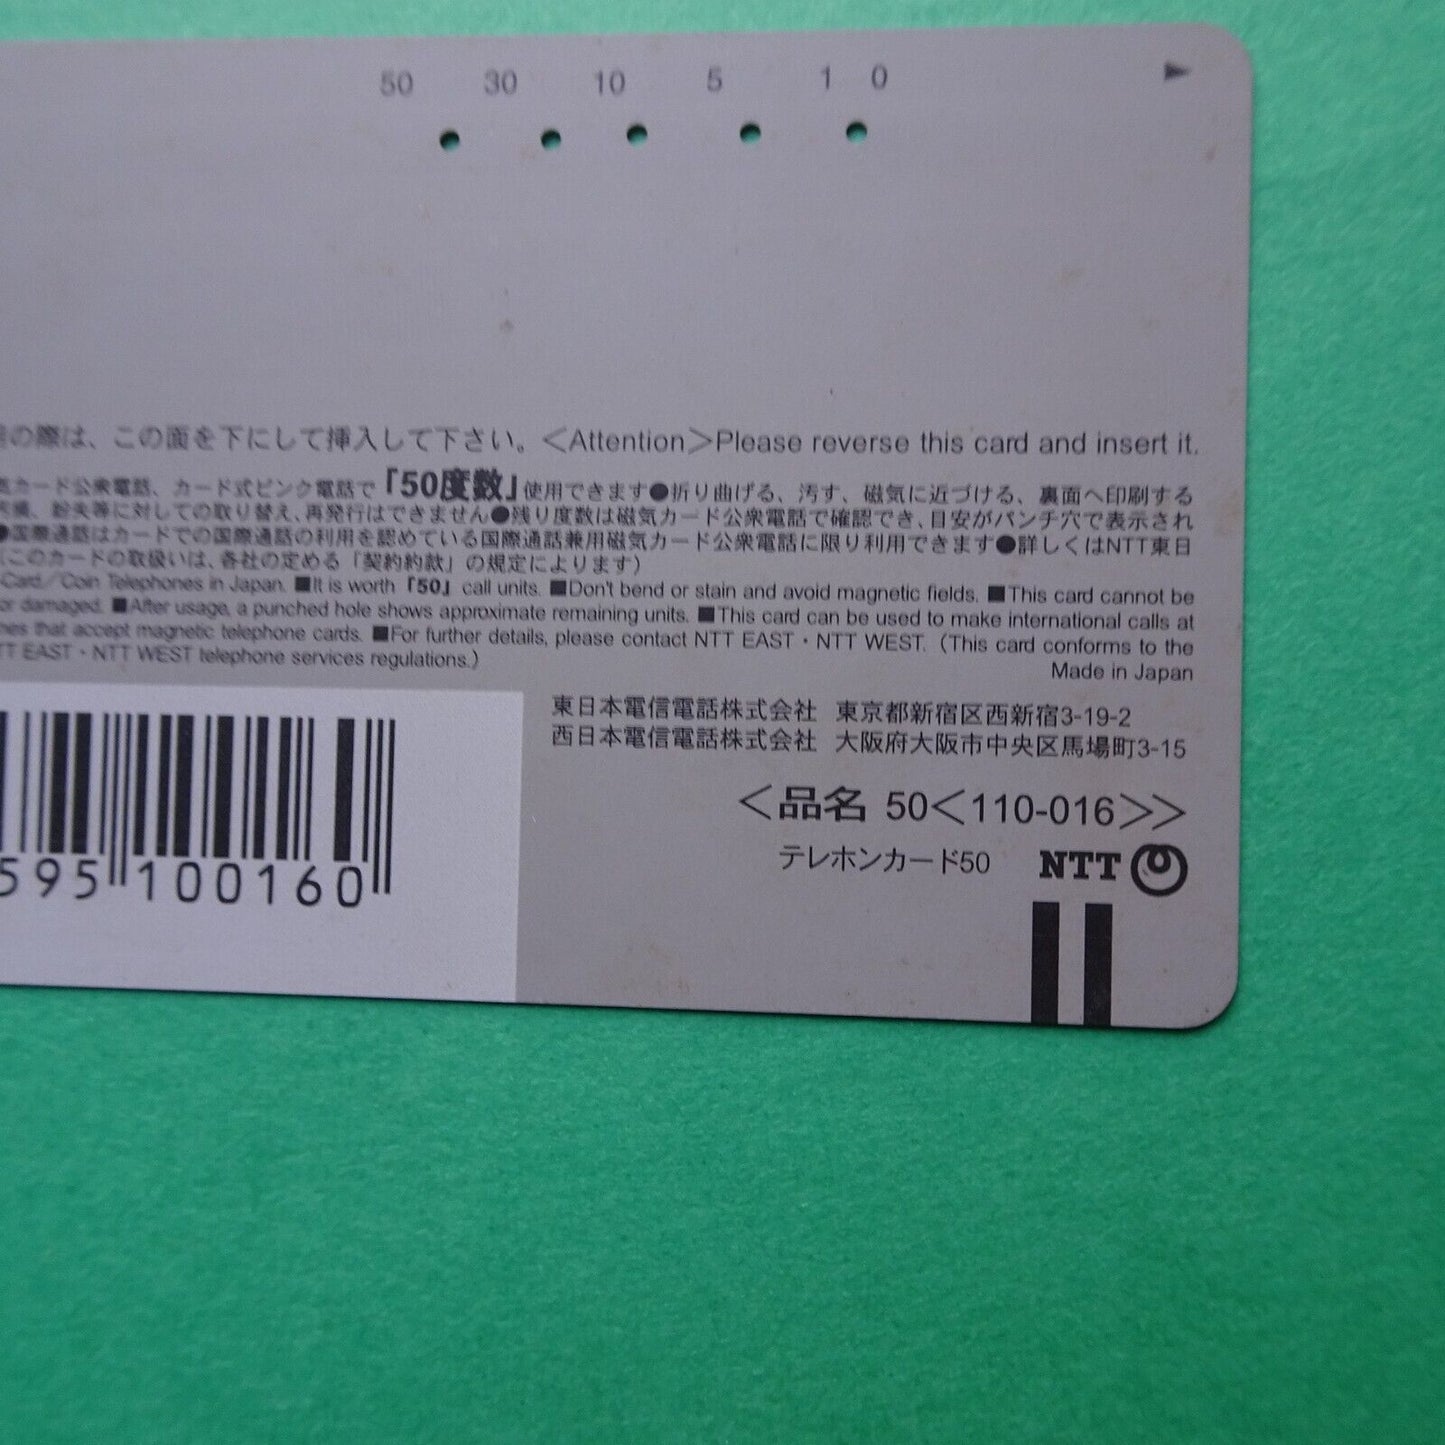 50 30 10 5 1 0
の際は、この面を下にして挿入して下さい。＜Attention＞Please reverse this card and insert it.
カード公衆電話、カード式ピンク電話で「50度数」使用できます●折り曲げる、汚す、磁気に近づける、裏面へ印刷する
、紛失等に対しての取り替え、再発行はできません●残り度数は磁気カード公衆電話で確認でき、目安がパンチ穴で表示され
●国際通話はカードでの国際通話の利用を認めている国際通話兼用磁気カード公衆電話に限り利用できます●詳しくはNTT東日
（このカードの取扱いは、各社の定める「契約約款」の規定によります）
-Card／Coin Telephones in Japan. ■It is worth「50」call units. ■Don't bend or stain and avoid magnetic fields. ■This card cannot be
or damaged. ■After usage, a punched hole shows approximate remaining units. ■This card can be used to make international calls at
nes that accept magnetic telephone cards. ■For further details, please contact NTT EAST・NTT WEST. (This card conforms to the
TT EAST・NTT WEST telephone services regulations.)
Made in Japan
東日本電信電話株式会社 東京都新宿区西新宿3-19-2
西日本電信電話株式会社 大阪府大阪市中央区馬場町3-15
＜品名 50＜110-016＞＞
テレホンカード50 NTT
595 100160